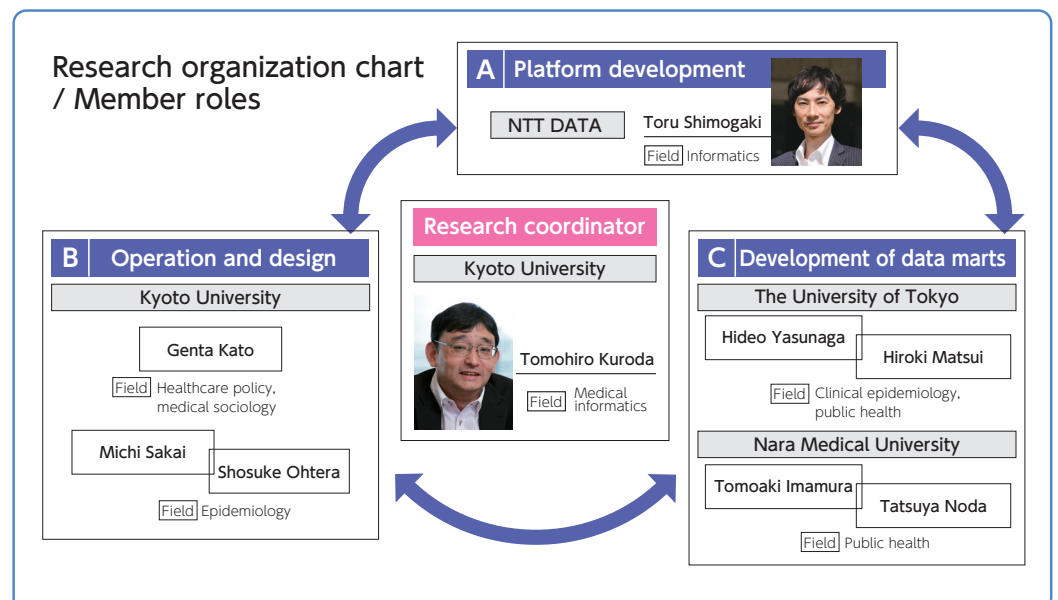 Research organization chart
/ Member roles
A Platform development
NTT DATA
Toru Shimogaki
Field Informatics
Research coordinator
Kyoto University
Tomohiro Kuroda
Field Medical
informatics
B Operation and design
Kyoto University
Genta Kato
Field Healthcare policy,
medical sociology
Michi Sakai
Shosuke Ohtera
Field Epidemiology
C Development of data marts
The University of Tokyo
Hideo Yasunaga
Hiroki Matsui
Field Clinical epidemiology,
public health
Nara Medical University
Tomoaki Imamura
Tatsuya Noda
Field Public health